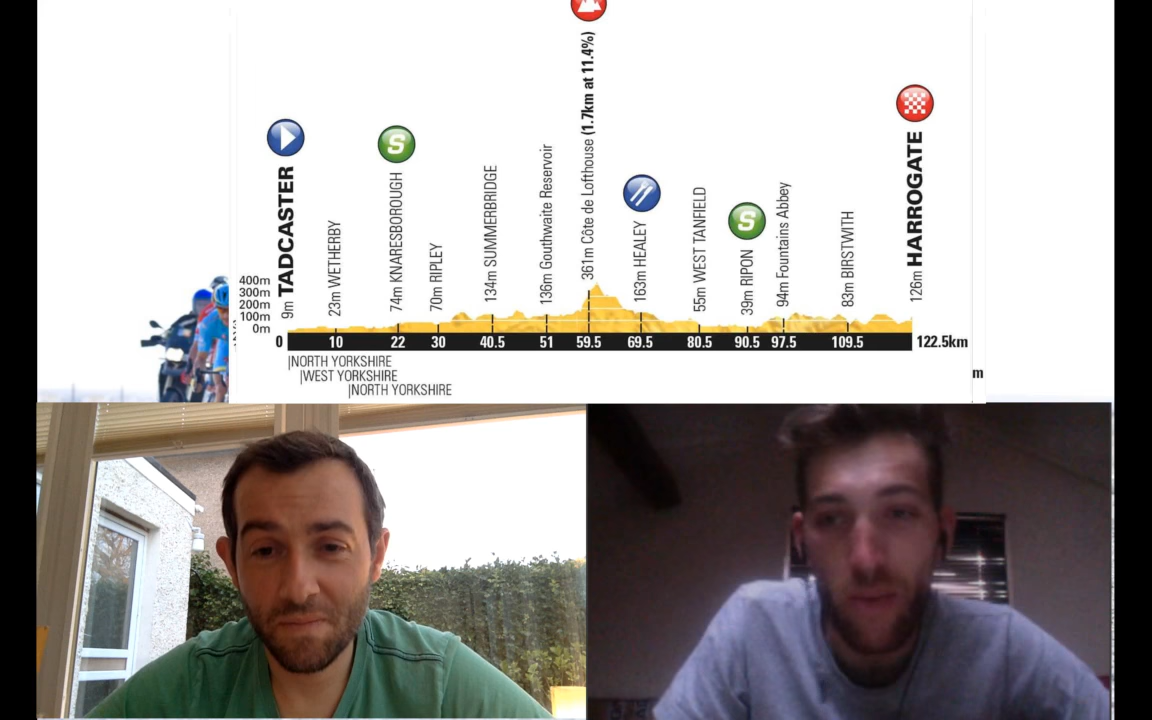 361m Côte de Lofthouse (1.7km at 11.4%)
S
S
9m TADCASTER
23m WETHERBY
74m KNARESBOROUGH
70m RIPLEY
134m SUMMERBRIDGE
136m Gouthwaite Reservoir
163m HEALEY
55m WEST TANFIELD
39m RIPON
94m Fountains Abbey
83m BIRSTWITH
126m HARROGATE
400m
300m
200m
100m
0m
0 10 22 30 40.5 51 59.5 69.5 80.5 90.5 97.5 109.5 122.5km
|NORTH YORKSHIRE
|WEST YORKSHIRE
|NORTH YORKSHIRE
m